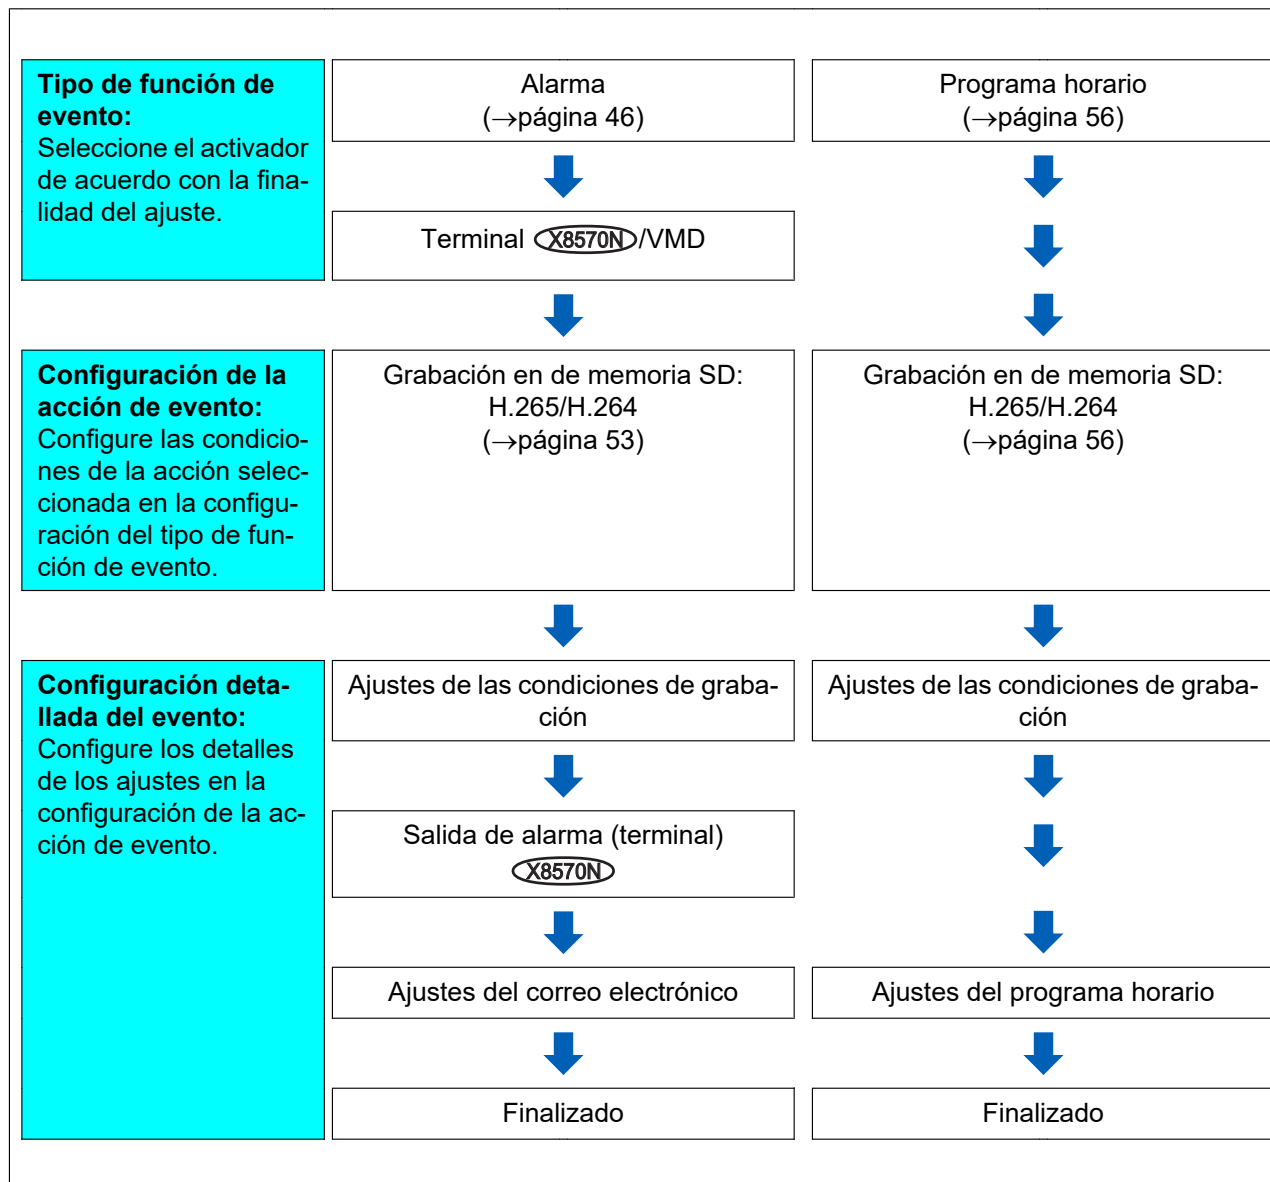 Tipo de función de
evento:
Seleccione el activador
de acuerdo con la fina-
lidad del ajuste.
Alarma
(→página 46)
Programa horario
(→página 56)
Terminal X8570N/VMD
Configuración de la
acción de evento:
Configure las condicio-
nes de la acción selec-
cionada en la configu-
ración del tipo de fun-
ción de evento.
Grabación en de memoria SD:
H.265/H.264
(→página 53)
Grabación en de memoria SD:
H.265/H.264
(→página 56)
Configuración deta-
llada del evento:
Configure los detalles
de los ajustes en la
configuración de la ac-
ción de evento.
Ajustes de las condiciones de graba-
ción
Ajustes de las condiciones de graba-
ción
Salida de alarma (terminal)
X8570N
Ajustes del correo electrónico
Ajustes del programa horario
Finalizado
Finalizado